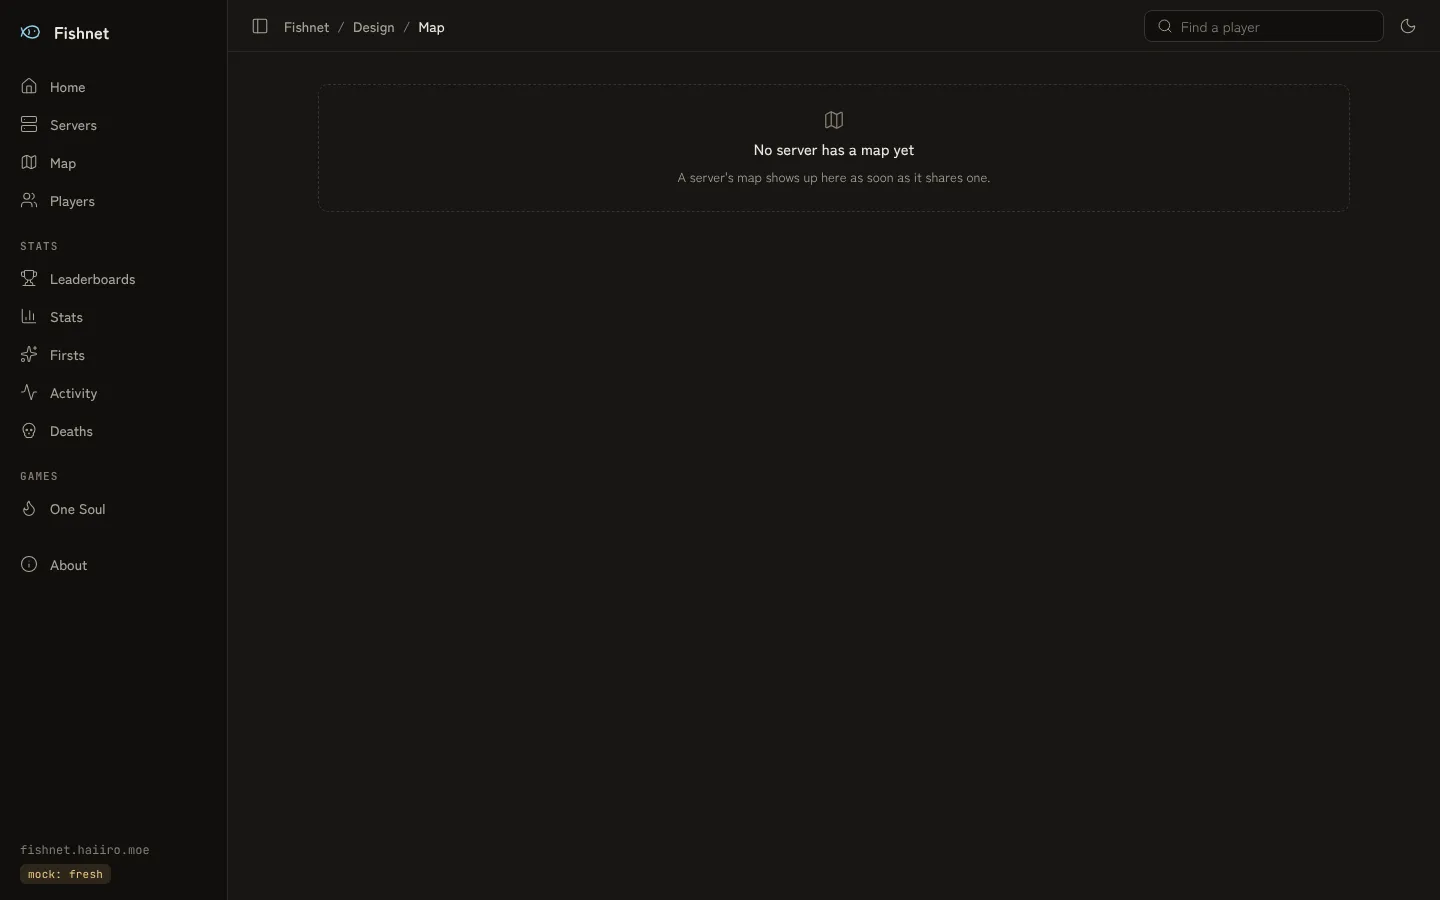 Fishnet
Home
Servers
Map
Players
STATS
Leaderboards
Stats
Firsts
Activity
Deaths
GAMES
One Soul
About
fishnet.haiiro.moe
mock: fresh
Fishnet / Design / Map
Find a player
No server has a map yet
A server's map shows up here as soon as it shares one.